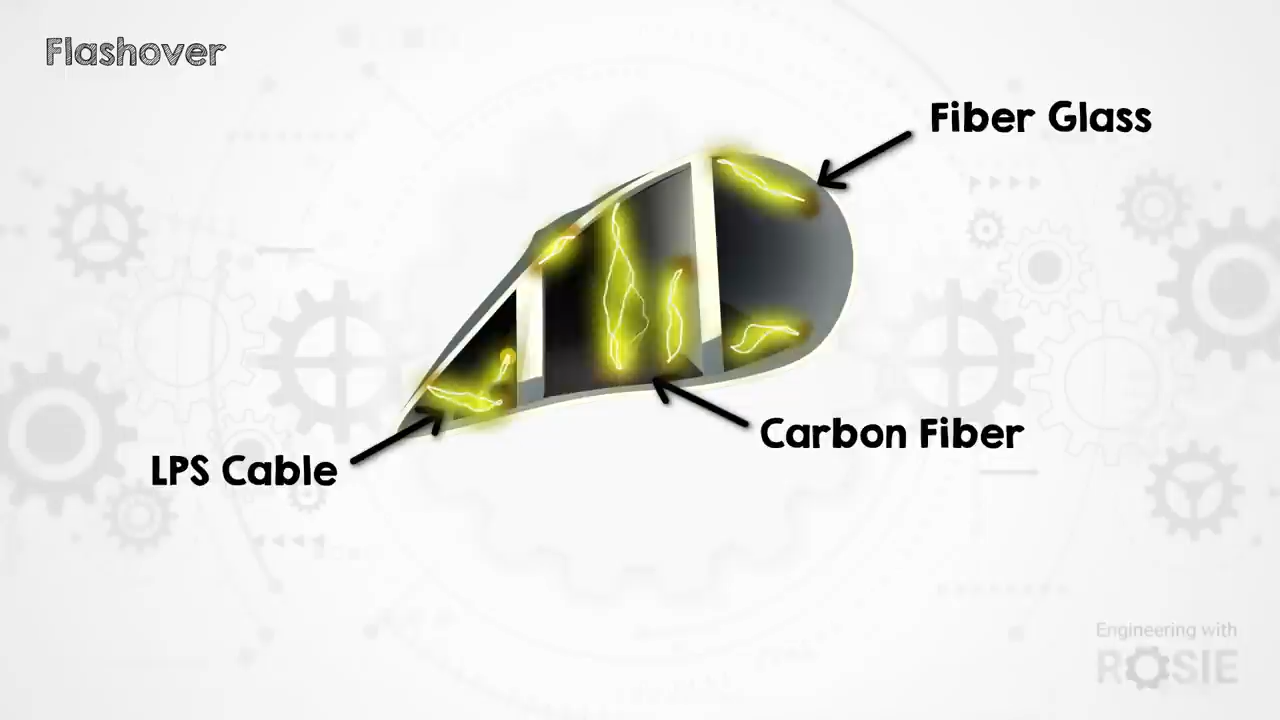 Flashover
Fiber Glass
Carbon Fiber
LPS Cable
Engineering with
ROSIE